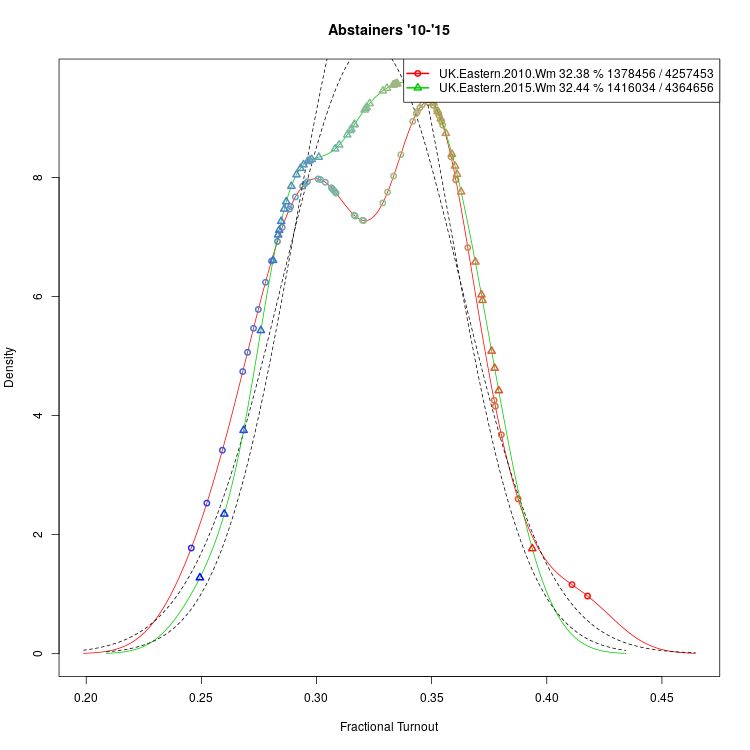 Abstainers '10-'15
UK.Eastern.2010.Wm 32.38 % 1378456 / 4257453
UK.Eastern.2015.Wm 32.44 % 1416034 / 4364656
Density
8
6
4
2
0
0.20 0.25 0.30 0.35 0.40 0.45
Fractional Turnout